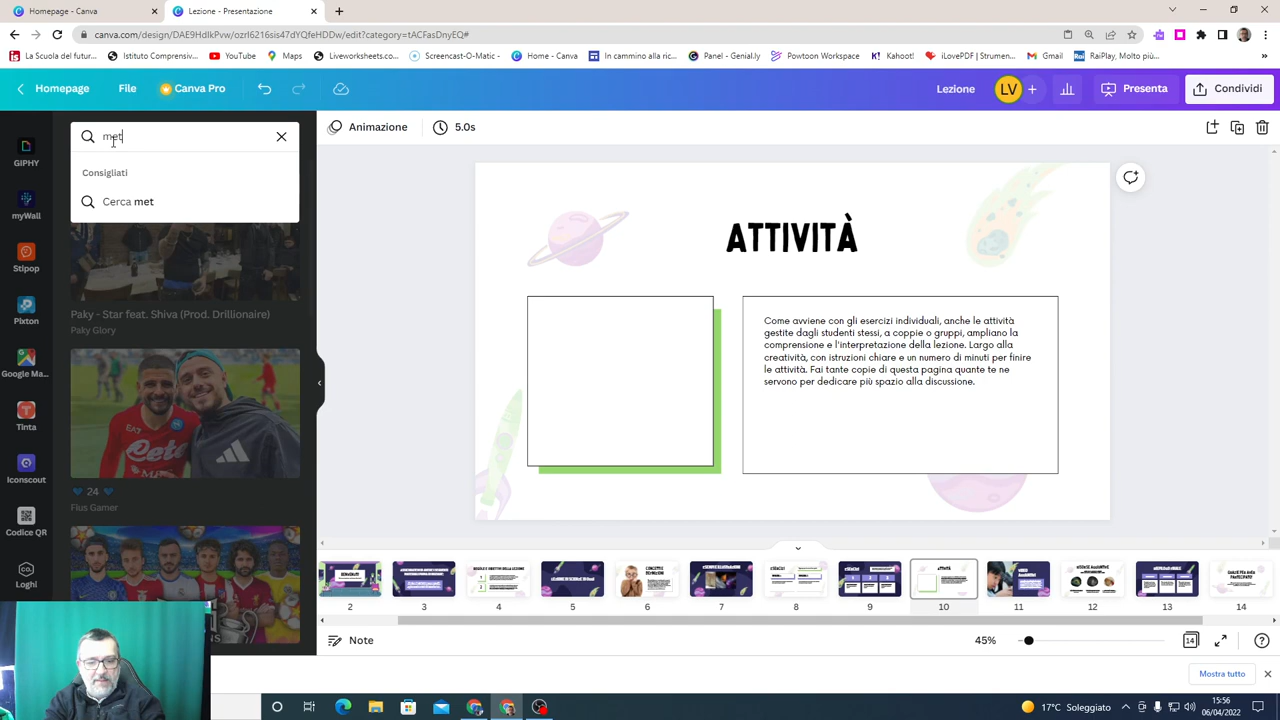 Homepage - Canva
Lezione - Presentazione
canva.com/design/DAE9HdIkPvw/ozrI6216sis47dYQfeHDDw/edit?category=tACFasDnyEQ#
La Scuola del futur...
Istituto Comprensiv...
YouTube
Maps
Liveworksheets.co...
Screencast-O-Matic -
Home - Canva
In cammino alla ric...
Panel - Genial.ly
Powtoon Workspace
Kahoot!
iLovePDF | Strumen...
Gmail
RaiPlay, Molto più...
Homepage
File
Canva Pro
Lezione
LV
Presenta
Condividi
met
Consigliati
Cerca met
GIPHY
myWall
Stipop
Pixton
Google Ma...
Tinta
Iconscout
Codice QR
Loghi
Paky - Star feat. Shiva (Prod. Drillionaire)
Paky Glory
24
Flus Gamer
Animazione
5.0s
ATTIVITÀ
Come avviene con gli esercizi individuali, anche le attività
gestite dagli studenti stessi, a coppie o gruppi, ampliano la
comprensione e l'interpretazione della lezione. Largo alla
creatività, con istruzioni chiare e un numero di minuti per finire
le attività. Fai tante copie di questa pagina quante te ne
servono per dedicare più spazio alla discussione.
2
3
4
5
6
7
8
9
10
11
12
13
14
Note
45%
14
Mostra tutto
17°C Soleggiato
15:56
06/04/2022